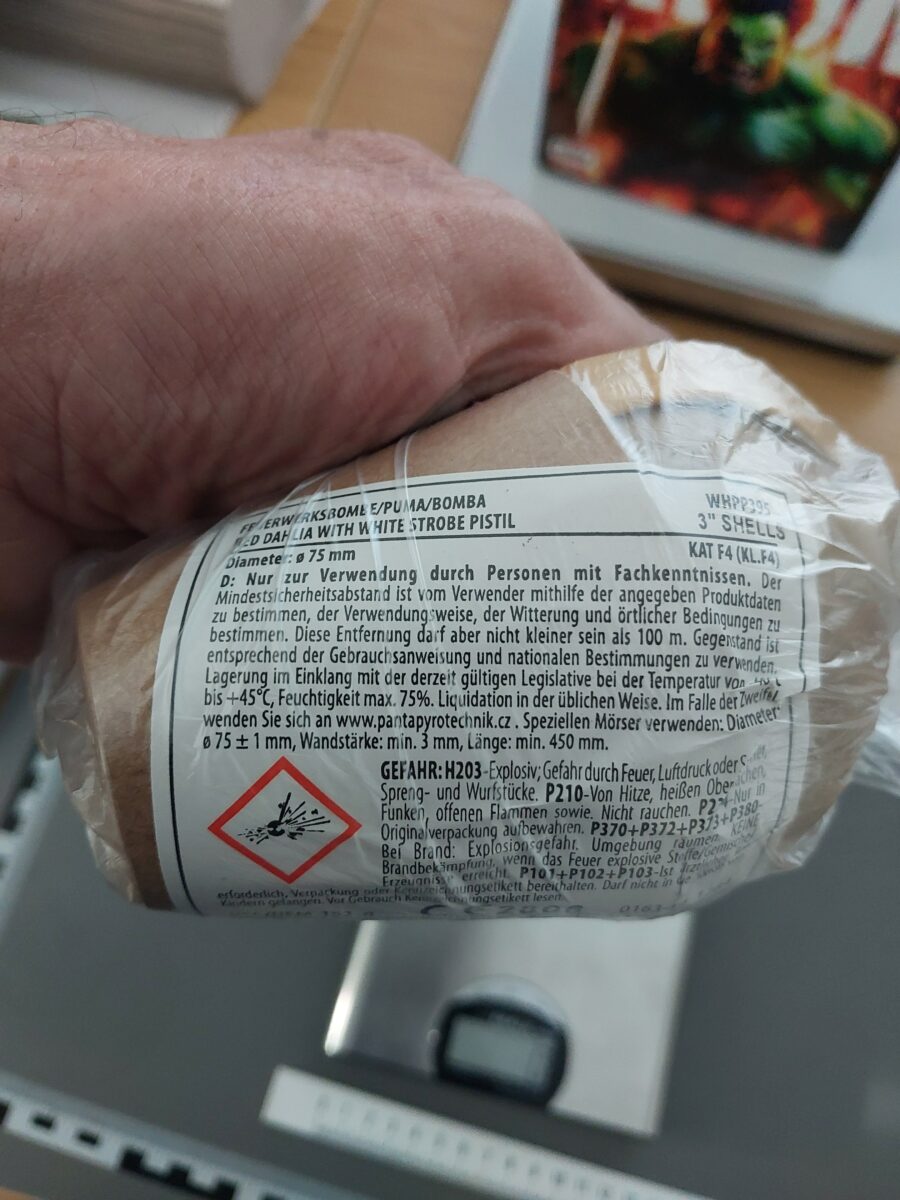 FEUERWERKSBOMBE/PUMA/BOMBA
RED DAHLIA WITH WHITE STROBE PISTIL
WHPP395
3" SHELLS
Diameter: ø 75 mm
KAT F4 (KL.F4)
D: Nur zur Verwendung durch Personen mit Fachkenntnissen. Der
Mindestsicherheitsabstand ist vom Verwender mithilfe der angegeben Produktdaten
zu bestimmen, der Verwendungsweise, der Witterung und örtlicher Bedingungen zu
bestimmen. Diese Entfernung darf aber nicht kleiner sein als 100 m. Gegenstand ist
entsprechend der Gebrauchsanweisung und nationalen Bestimmungen zu verwenden.
Lagerung im Einklang mit der derzeit gültigen Legislative bei der Temperatur von
bis +45°C, Feuchtigkeit max. 75%. Liquidation in der üblichen Weise. Im Falle der Zweifel
wenden Sie sich an www.pantapyrotechnik.cz . Speziellen Mörser verwenden: Diameter
ø 75 ± 1 mm, Wandstärke: min. 3 mm, Länge: min. 450 mm.
GEFAHR: H203-Explosiv; Gefahr durch Feuer, Luftdruck oder
Spreng- und Wurfstücke. P210-Von Hitze, heißen
Funken, offenen Flammen sowie. Nicht rauchen. Nur in
Originalverpackung aufbewahren. P370+P372+P373+P380-
Bei Brand: Explosionsgefahr. Umgebung räumen. KEINE
Brandbekämpfung, wenn das Feuer explosive Stoffe/Gemische/
Erzeugnisse erreicht. P101+P102+P103-Ist
erforderlich, Verpackung oder Kennzeichnungsetikett bereithalten. Darf nicht in die
Kindern gelangen. Vor Gebrauch Kennzeichnungsetikett lesen.